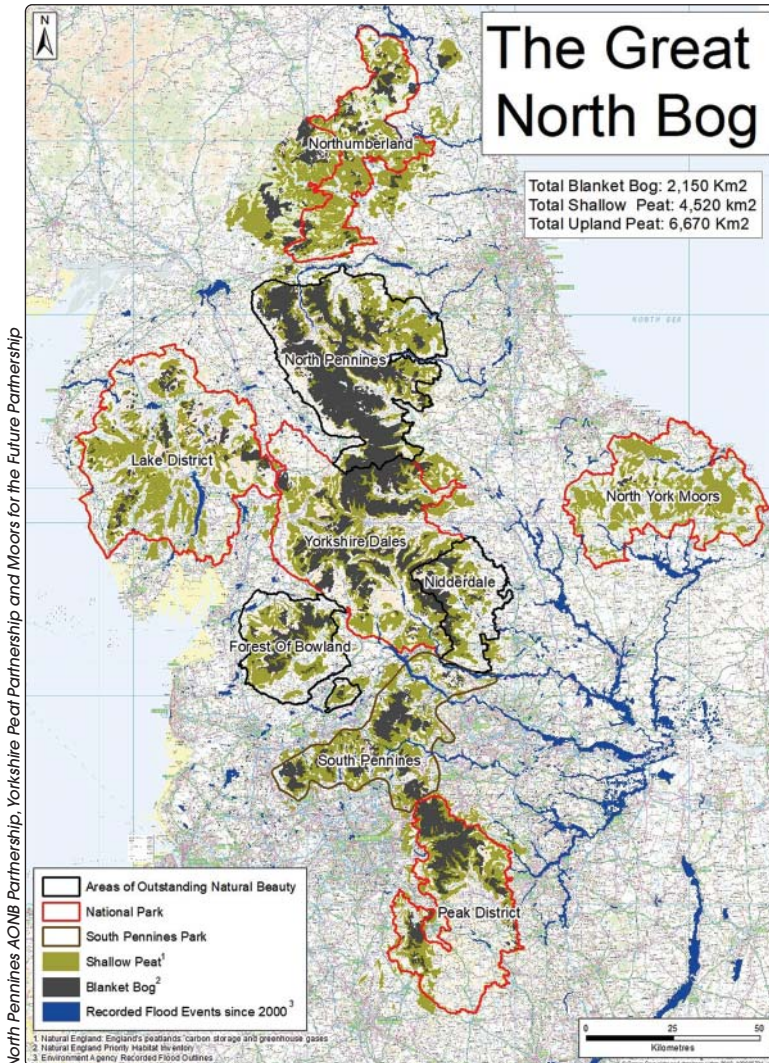 N
The Great
North Bog
Total Blanket Bog: 2,150 Km2
Total Shallow Peat: 4,520 km2
Total Upland Peat: 6,670 Km2
Northumberland
NORTH SEA
North Pennines
Lake District
North York Moors
Yorkshire Dales
Nidderdale
Forest Of Bowland
South Pennines
Peak District
Areas of Outstanding Natural Beauty
National Park
South Pennines Park
Shallow Peat¹
Blanket Bog²
Recorded Flood Events since 2000³
1. Natural England: England's peatlands: carbon storage and greenhouse gases
2. Natural England Priority Habitat Inventory
3. Environment Agency Recorded Flood Outlines
0 25 50
Kilometres
North Pennines AONB Partnership, Yorkshire Peat Partnership and Moors for the Future Partnership